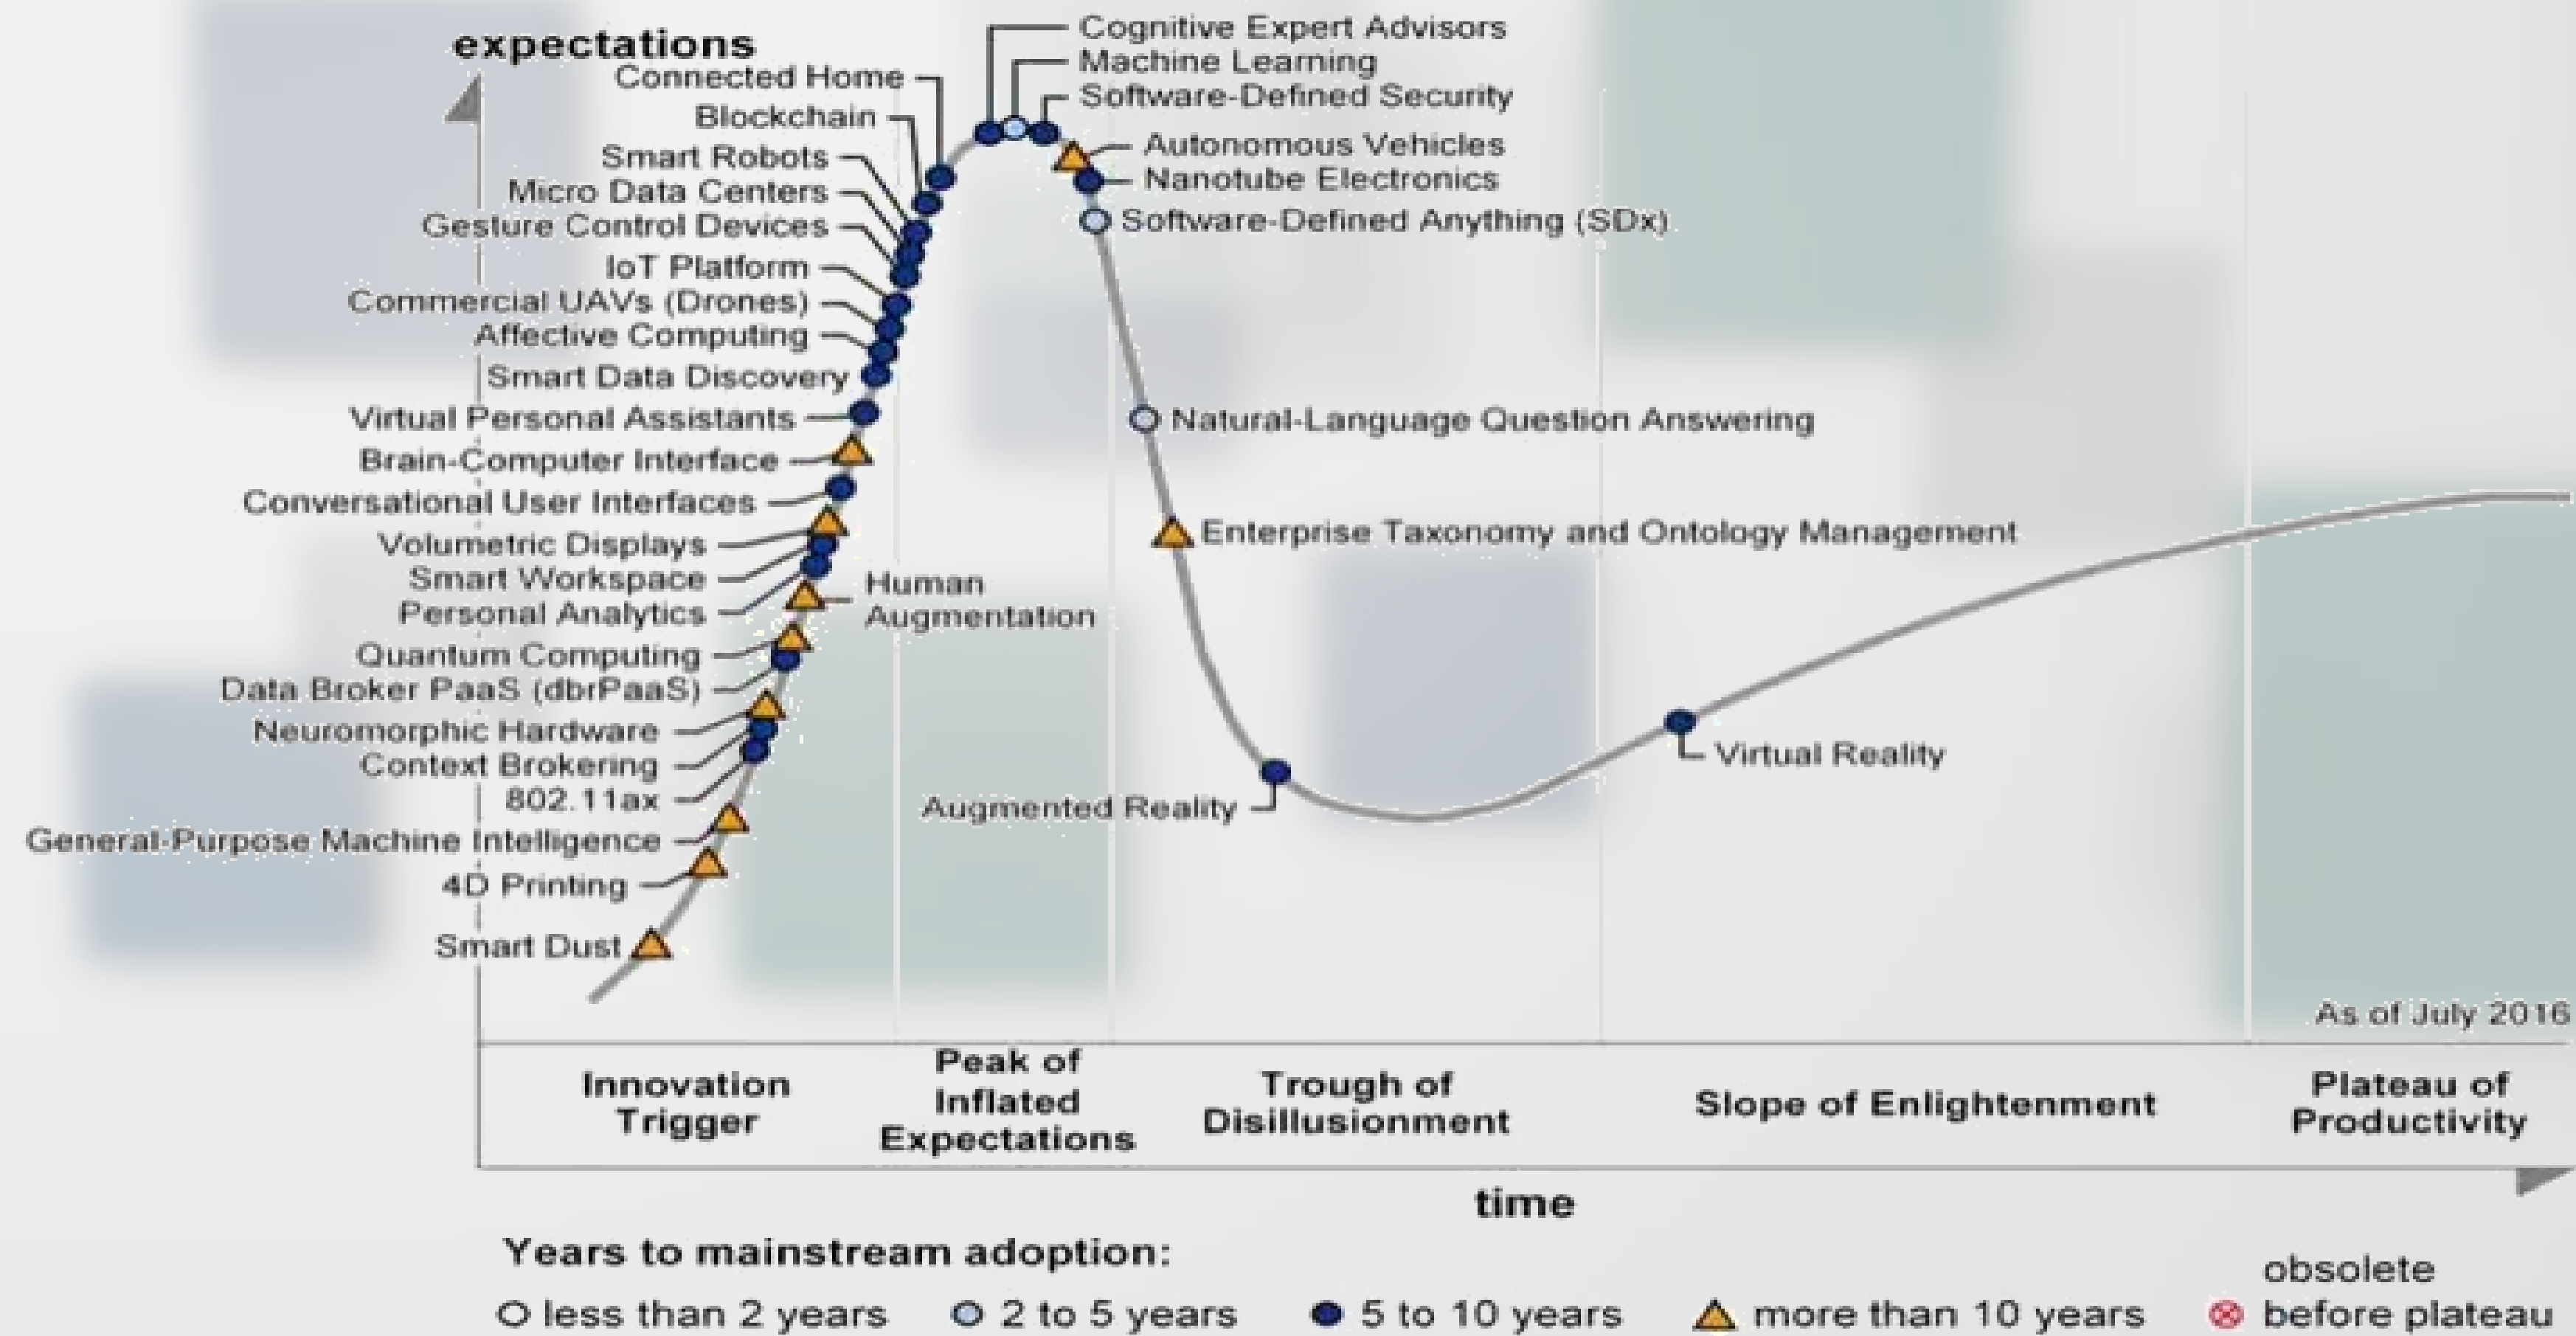 expectations
Cognitive Expert Advisors
Machine Learning
Software-Defined Security
Connected Home
Blockchain
Smart Robots
Micro Data Centers
Gesture Control Devices
IoT Platform
Commercial UAVs (Drones)
Affective Computing
Smart Data Discovery
Virtual Personal Assistants
Brain-Computer Interface
Conversational User Interfaces
Volumetric Displays
Smart Workspace
Personal Analytics
Quantum Computing
Data Broker PaaS (dbrPaaS)
Neuromorphic Hardware
Context Brokering
802.11ax
General-Purpose Machine Intelligence
4D Printing
Smart Dust
Autonomous Vehicles
Nanotube Electronics
Software-Defined Anything (SDx)
Natural-Language Question Answering
Enterprise Taxonomy and Ontology Management
Human
Augmentation
Augmented Reality
Virtual Reality
As of July 2016
Innovation
Trigger
Peak of
Inflated
Expectations
Trough of
Disillusionment
Slope of Enlightenment
Plateau of
Productivity
time
Years to mainstream adoption:
less than 2 years
2 to 5 years
5 to 10 years
more than 10 years
obsolete
before plateau